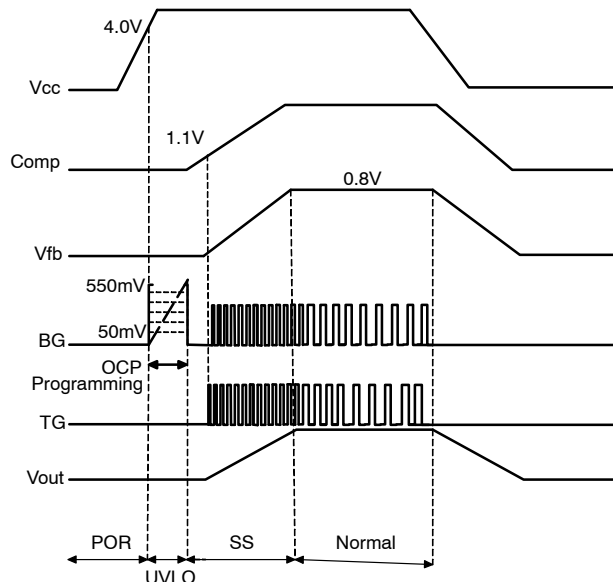 4.0V
Vcc
1.1V
Comp
0.8V
Vfb
550mV
50mV
BG
OCP
Programming
TG
Vout
POR
SS
Normal
UVLO